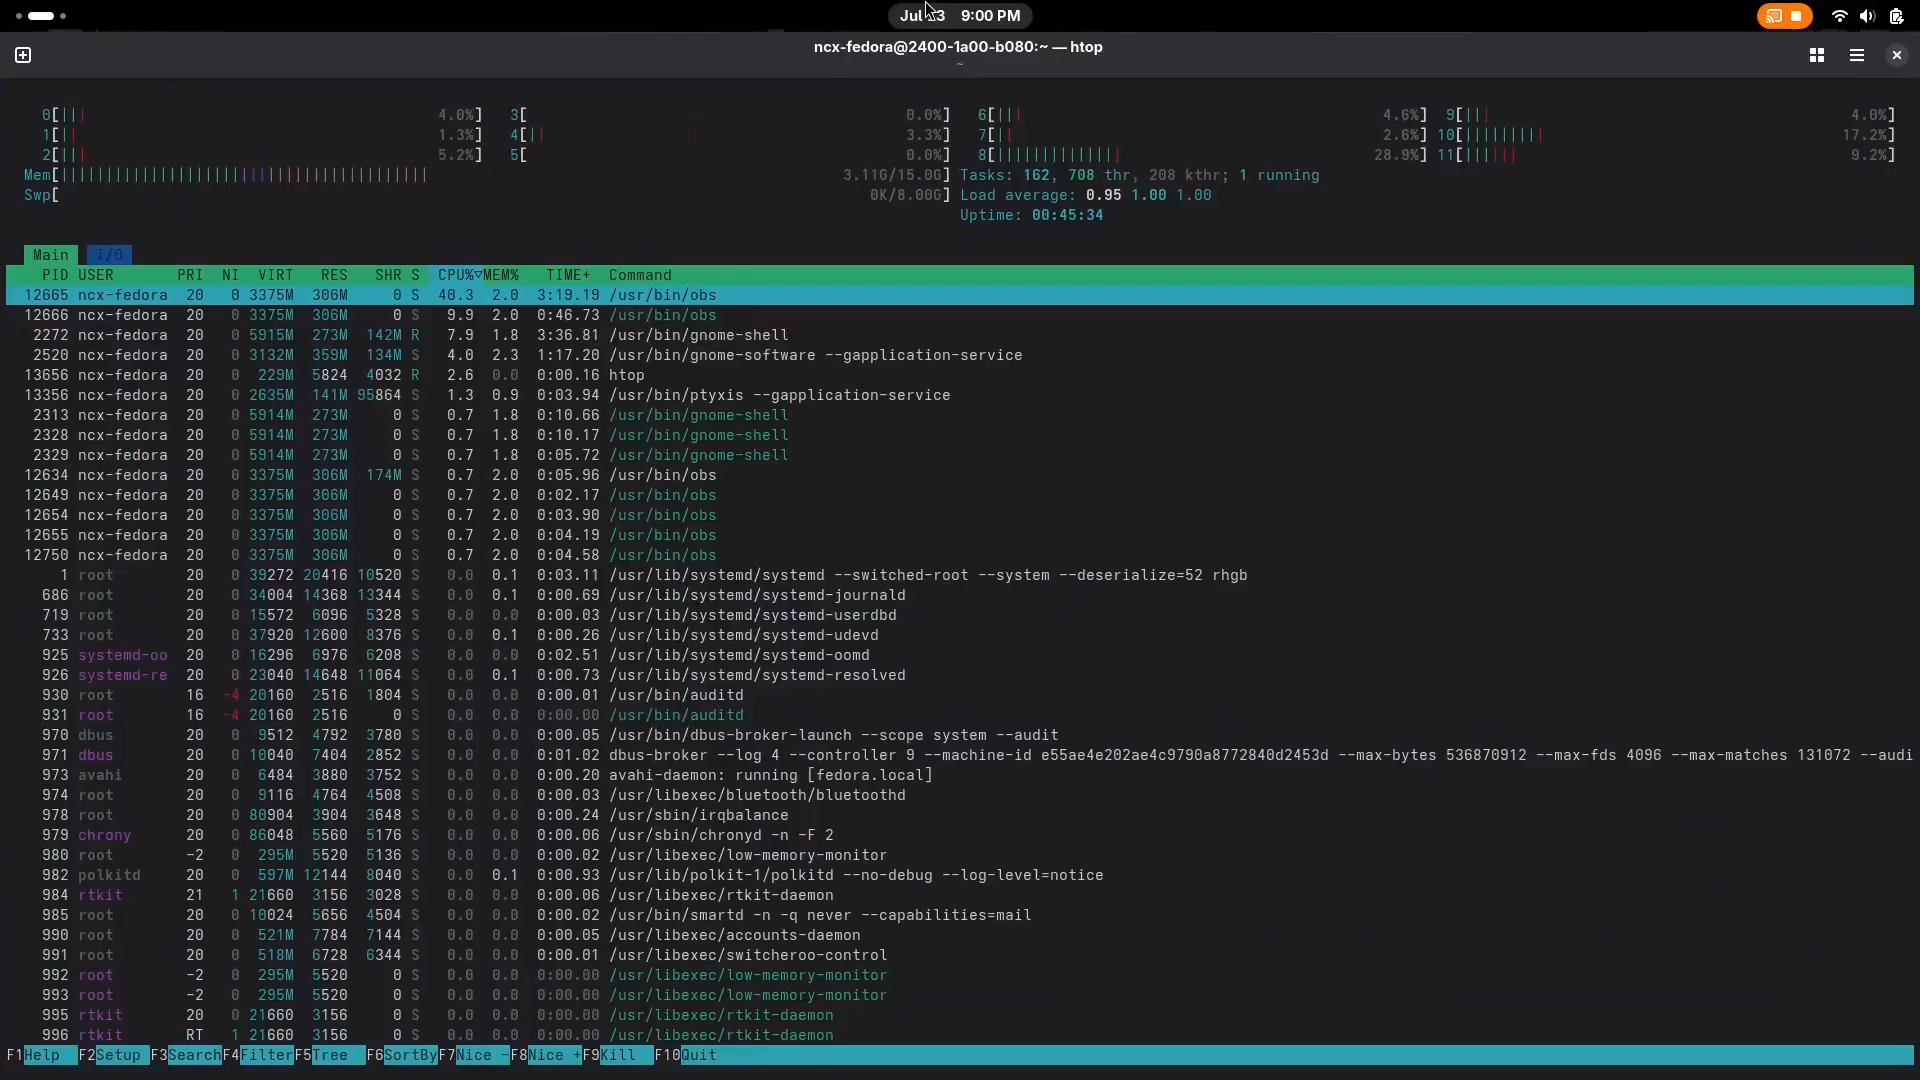 Jul 3 9:00 PM
ncx-fedora@2400-1a00-b080:~ — htop
~
0[||| 4.0%] 3[ 0.0%] 6[||| 4.6%] 9[||| 4.0%]
1[|| 1.3%] 4[|| 3.3%] 7[|| 2.6%] 10[||||||||| 17.2%]
2[||| 5.2%] 5[ 0.0%] 8[|||||||||||||| 28.9%] 11[|||||| 9.2%]
Mem[||||||||||||||||||||||||||||||||||||||||| 3.11G/15.0G] Tasks: 162, 708 thr, 208 kthr; 1 running
Swp[ 0K/8.00G] Load average: 0.95 1.00 1.00
Uptime: 00:45:34
Main I/O
PID USER PRI NI VIRT RES SHR S CPU%▽MEM% TIME+ Command
12665 ncx-fedora 20 0 3375M 306M 0 S 40.3 2.0 3:19.19 /usr/bin/obs
12666 ncx-fedora 20 0 3375M 306M 0 S 9.9 2.0 0:46.73 /usr/bin/obs
2272 ncx-fedora 20 0 5915M 273M 142M R 7.9 1.8 3:36.81 /usr/bin/gnome-shell
2520 ncx-fedora 20 0 3132M 359M 134M S 4.0 2.3 1:17.20 /usr/bin/gnome-software --gapplication-service
13656 ncx-fedora 20 0 229M 5824 4032 R 2.6 0.0 0:00.16 htop
13356 ncx-fedora 20 0 2635M 141M 95864 S 1.3 0.9 0:03.94 /usr/bin/ptyxis --gapplication-service
2313 ncx-fedora 20 0 5914M 273M 0 S 0.7 1.8 0:10.66 /usr/bin/gnome-shell
2328 ncx-fedora 20 0 5914M 273M 0 S 0.7 1.8 0:10.17 /usr/bin/gnome-shell
2329 ncx-fedora 20 0 5914M 273M 0 S 0.7 1.8 0:05.72 /usr/bin/gnome-shell
12634 ncx-fedora 20 0 3375M 306M 174M S 0.7 2.0 0:05.96 /usr/bin/obs
12649 ncx-fedora 20 0 3375M 306M 0 S 0.7 2.0 0:02.17 /usr/bin/obs
12654 ncx-fedora 20 0 3375M 306M 0 S 0.7 2.0 0:03.90 /usr/bin/obs
12655 ncx-fedora 20 0 3375M 306M 0 S 0.7 2.0 0:04.19 /usr/bin/obs
12750 ncx-fedora 20 0 3375M 306M 0 S 0.7 2.0 0:04.58 /usr/bin/obs
1 root 20 0 39272 20416 10520 S 0.0 0.1 0:03.11 /usr/lib/systemd/systemd --switched-root --system --deserialize=52 rhgb
686 root 20 0 34004 14368 13344 S 0.0 0.1 0:00.69 /usr/lib/systemd/systemd-journald
719 root 20 0 15572 6096 5328 S 0.0 0.0 0:00.03 /usr/lib/systemd/systemd-userdbd
733 root 20 0 37920 12600 8376 S 0.0 0.1 0:00.26 /usr/lib/systemd/systemd-udevd
925 systemd-oo 20 0 16296 6976 6208 S 0.0 0.0 0:02.51 /usr/lib/systemd/systemd-oomd
926 systemd-re 20 0 23040 14648 11064 S 0.0 0.1 0:00.73 /usr/lib/systemd/systemd-resolved
930 root 16 -4 20160 2516 1804 S 0.0 0.0 0:00.01 /usr/bin/auditd
931 root 16 -4 20160 2516 0 S 0.0 0.0 0:00.00 /usr/bin/auditd
970 dbus 20 0 9512 4792 3780 S 0.0 0.0 0:00.05 /usr/bin/dbus-broker-launch --scope system --audit
971 dbus 20 0 10040 7404 2852 S 0.0 0.0 0:01.02 dbus-broker --log 4 --controller 9 --machine-id e55ae4e202ae4c9790a8772840d2453d --max-bytes 536870912 --max-fds 4096 --max-matches 131072 --audi
973 avahi 20 0 6484 3880 3752 S 0.0 0.0 0:00.20 avahi-daemon: running [fedora.local]
974 root 20 0 9116 4764 4508 S 0.0 0.0 0:00.03 /usr/libexec/bluetooth/bluetoothd
978 root 20 0 80904 3904 3648 S 0.0 0.0 0:00.24 /usr/sbin/irqbalance
979 chrony 20 0 86048 5560 5176 S 0.0 0.0 0:00.06 /usr/sbin/chronyd -n -F 2
980 root -2 0 295M 5520 5136 S 0.0 0.0 0:00.02 /usr/libexec/low-memory-monitor
982 polkitd 20 0 597M 12144 8040 S 0.0 0.1 0:00.93 /usr/lib/polkit-1/polkitd --no-debug --log-level=notice
984 rtkit 21 1 21660 3156 3028 S 0.0 0.0 0:00.06 /usr/libexec/rtkit-daemon
985 root 20 0 10024 5656 4504 S 0.0 0.0 0:00.02 /usr/bin/smartd -n -q never --capabilities=mail
990 root 20 0 521M 7784 7144 S 0.0 0.0 0:00.05 /usr/libexec/accounts-daemon
991 root 20 0 518M 6728 6344 S 0.0 0.0 0:00.01 /usr/libexec/switcheroo-control
992 root -2 0 295M 5520 0 S 0.0 0.0 0:00.00 /usr/libexec/low-memory-monitor
993 root -2 0 295M 5520 0 S 0.0 0.0 0:00.00 /usr/libexec/low-memory-monitor
995 rtkit 20 0 21660 3156 0 S 0.0 0.0 0:00.00 /usr/libexec/rtkit-daemon
996 rtkit RT 1 21660 3156 0 S 0.0 0.0 0:00.00 /usr/libexec/rtkit-daemon
F1Help F2Setup F3SearchF4FilterF5Tree F6SortByF7Nice -F8Nice +F9Kill F10Quit